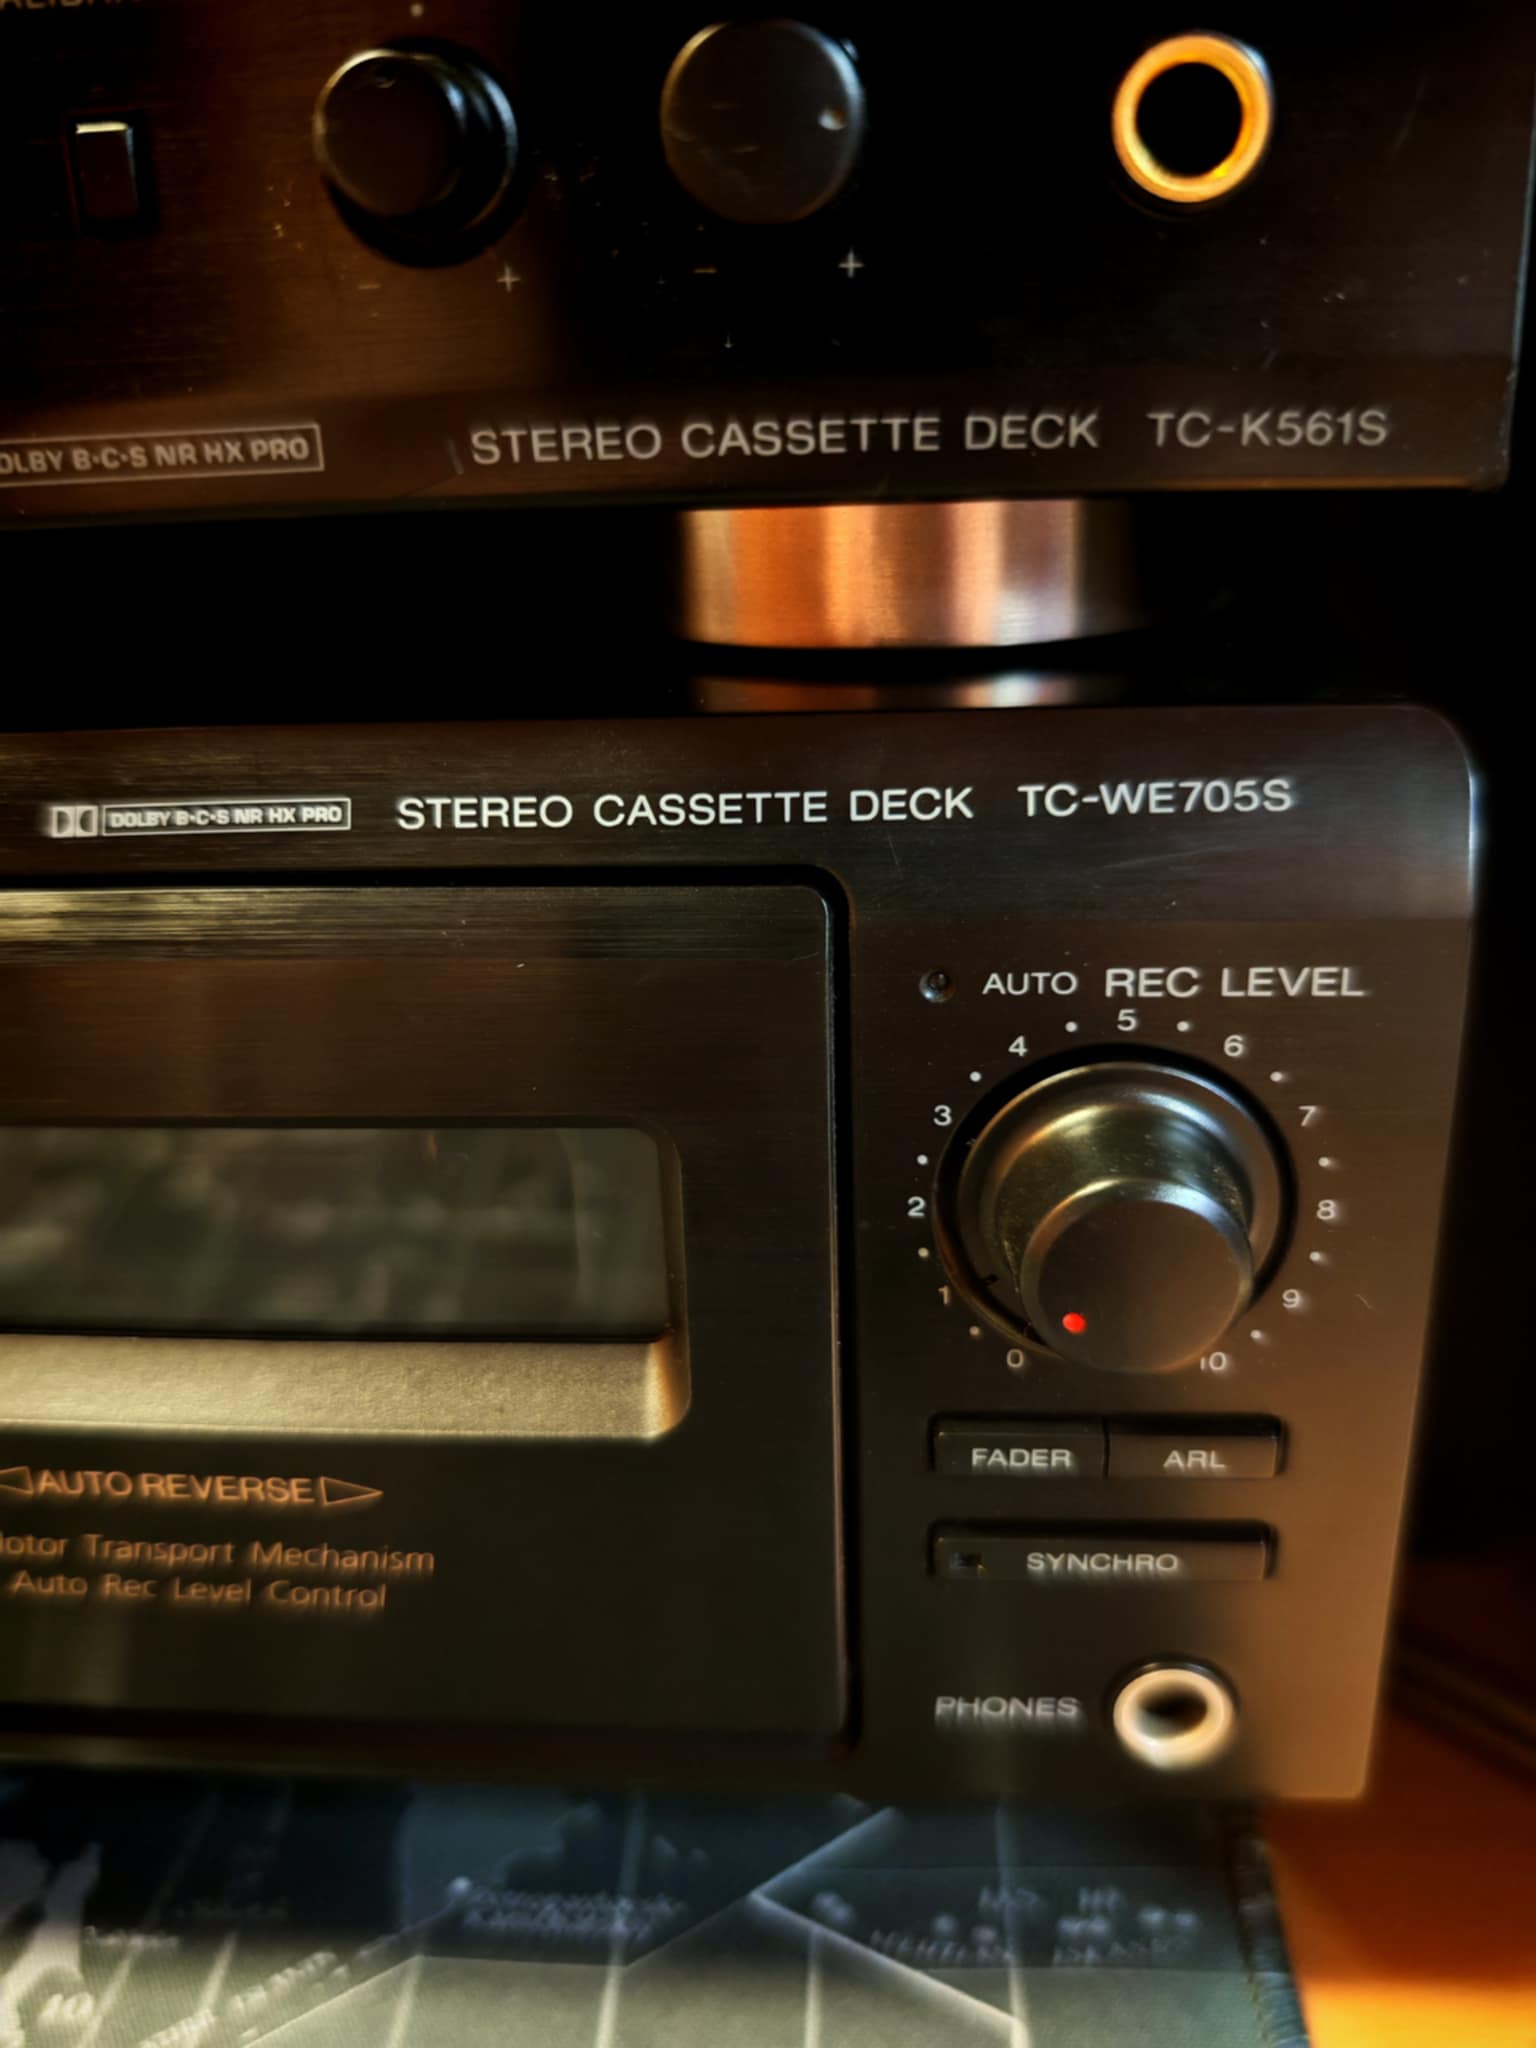 DOLBY B·C·S NR HX PRO
STEREO CASSETTE DECK TC-K561S
DOLBY B·C·S NR HX PRO STEREO CASSETTE DECK TC-WE705S
AUTO REC LEVEL
0 1 2 3 4 5 6 7 8 9 10
FADER ARL
SYNCHRO
PHONES
AUTO REVERSE
Transport Mechanism
Auto Rec Level Control